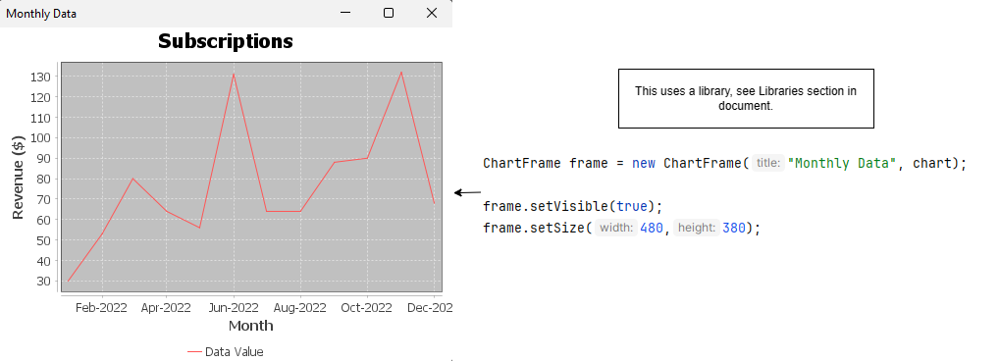 Monthly Data
Subscriptions
Revenue ($)
130
120
110
100
90
80
70
60
50
40
30
Feb-2022 Apr-2022 Jun-2022 Aug-2022 Oct-2022 Dec-202
Month
Data Value
This uses a library, see Libraries section in
document.
ChartFrame frame = new ChartFrame( title: "Monthly Data", chart);
frame.setVisible(true);
frame.setSize( width: 480, height: 380);